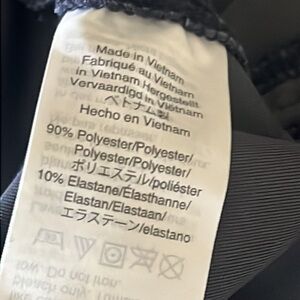 Made in Vietnam
Fabriqué au Vietnam
in Vietnam Hergestellt
Vervaardigd in Viëtnam
ベトナム製
Hecho en Vietnam
90% Polyester/Polyester/
Polyester/Polyester/
ポリエステル/poliéster
10% Elastane/Élasthanne/
Elastan/Elastaan/
エラステーン/elastano